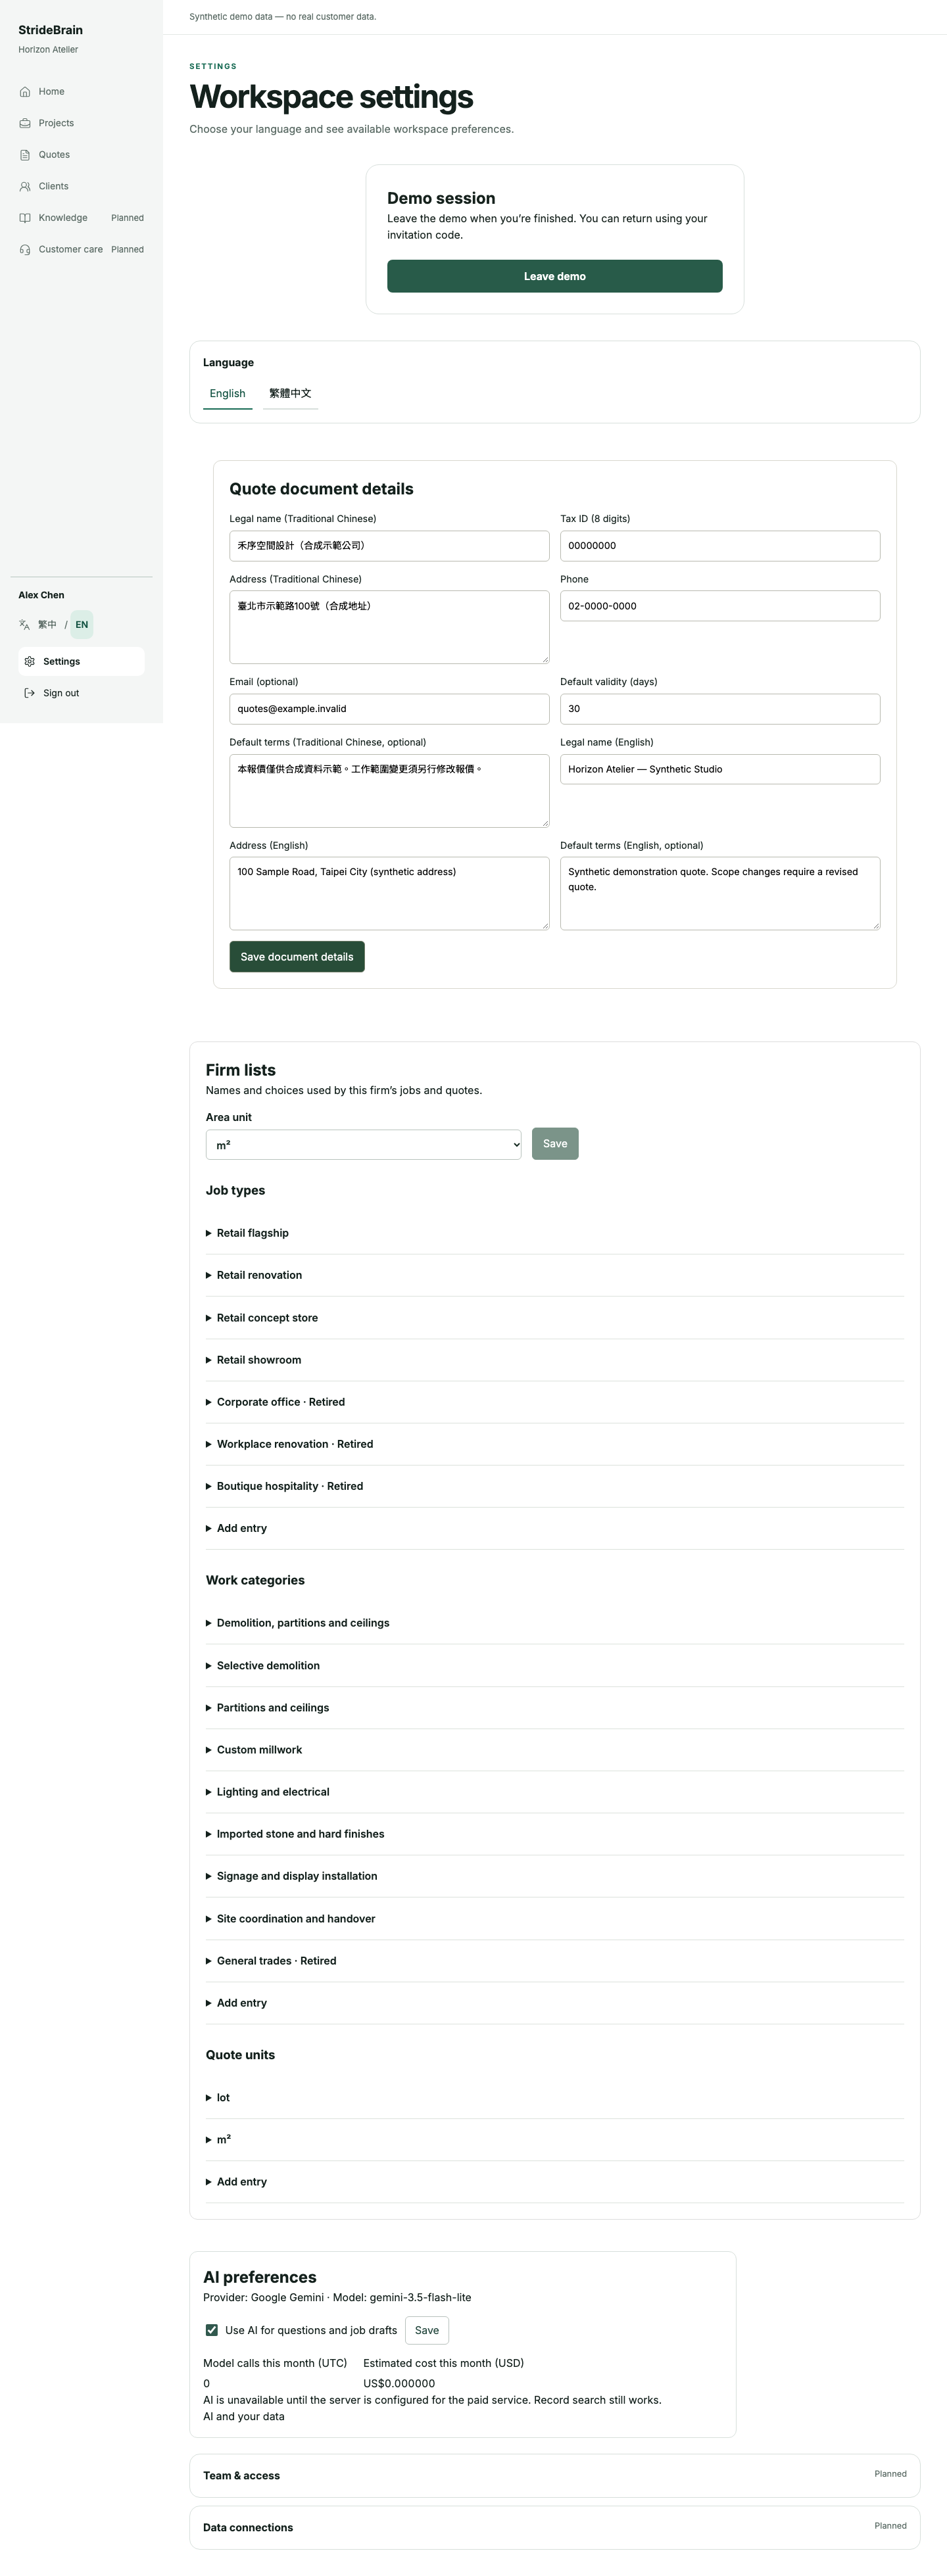 StrideBrain
Horizon Atelier
Home
Projects
Quotes
Clients
Knowledge Planned
Customer care Planned
Alex Chen
繁中 / EN
Settings
Sign out
Synthetic demo data — no real customer data.
SETTINGS
Workspace settings
Choose your language and see available workspace preferences.
Demo session
Leave the demo when you’re finished. You can return using your
invitation code.
Leave demo
Language
English 繁體中文
Quote document details
Legal name (Traditional Chinese) Tax ID (8 digits)
禾序空間設計（合成示範公司） 00000000
Address (Traditional Chinese) Phone
臺北市示範路100號（合成地址） 02-0000-0000
Email (optional) Default validity (days)
quotes@example.invalid 30
Default terms (Traditional Chinese, optional) Legal name (English)
本報價僅供合成資料示範。工作範圍變更須另行修改報價。 Horizon Atelier — Synthetic Studio
Address (English) Default terms (English, optional)
100 Sample Road, Taipei City (synthetic address) Synthetic demonstration quote. Scope changes require a revised
quote.
Save document details
Firm lists
Names and choices used by this firm’s jobs and quotes.
Area unit
m² Save
Job types
Retail flagship
Retail renovation
Retail concept store
Retail showroom
Corporate office · Retired
Workplace renovation · Retired
Boutique hospitality · Retired
Add entry
Work categories
Demolition, partitions and ceilings
Selective demolition
Partitions and ceilings
Custom millwork
Lighting and electrical
Imported stone and hard finishes
Signage and display installation
Site coordination and handover
General trades · Retired
Add entry
Quote units
lot
m²
Add entry
AI preferences
Provider: Google Gemini · Model: gemini-3.5-flash-lite
Use AI for questions and job drafts Save
Model calls this month (UTC) Estimated cost this month (USD)
0 US$0.000000
AI is unavailable until the server is configured for the paid service. Record search still works.
AI and your data
Team & access Planned
Data connections Planned